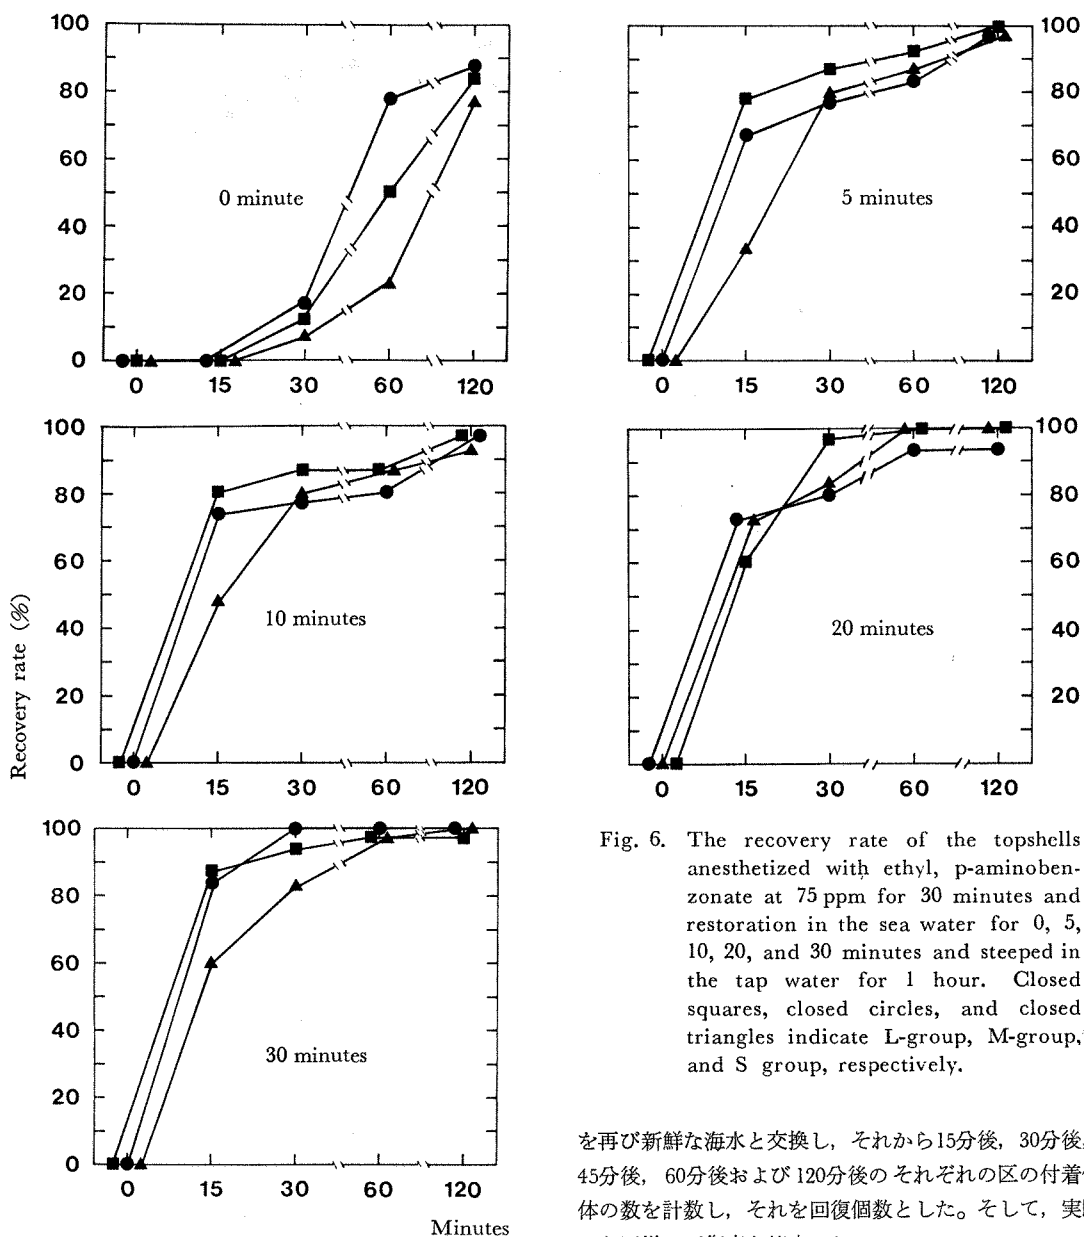 100
80
60
40
20
0
0 minute
0 15 30 60 120
100
80
60
40
20
5 minutes
0 15 30 60 120
100
80
60
40
20
0
10 minutes
0 15 30 60 120
Recovery rate (%)
100
80
60
40
20
20 minutes
0 15 30 60 120
100
80
60
40
20
0
30 minutes
0 15 30 60 120
Minutes
Fig. 6. The recovery rate of the topshells
anesthetized with ethyl, p-aminoben-
zonate at 75 ppm for 30 minutes and
restoration in the sea water for 0, 5,
10, 20, and 30 minutes and steeped in
the tap water for 1 hour. Closed
squares, closed circles, and closed
triangles indicate L-group, M-group,
and S group, respectively.
を再び新鮮な海水と交換し，それから15分後，30分後，
45分後，60分後および120分後のそれぞれの区の付着
体の数を計数し，それを回復個数とした。そして，実